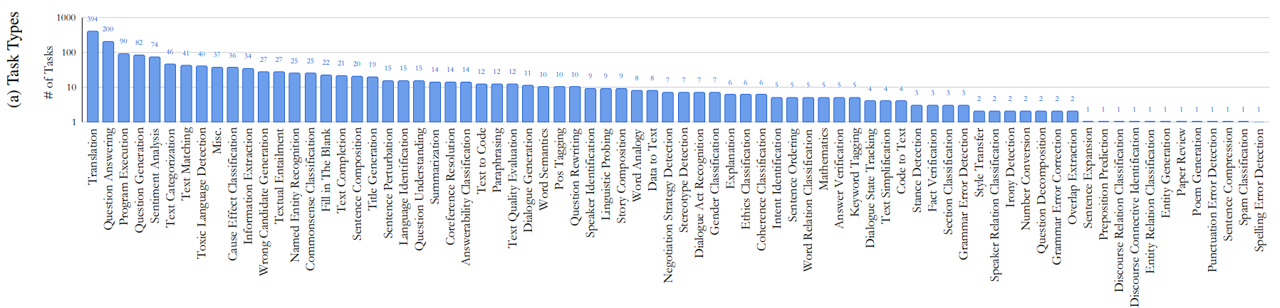 (a) Task Types
# of Tasks
1000
100
10
1
394 200 90 82 74 46 41 40 37 36 34 27 27 25 25 22 21 20 19 15 15 15 14 14 14 12 12 12 11 10 10 10 9 9 9 8 8 7 7 7 7 6 6 6 5 5 5 5 5 5 4 4 4 3 3 3 3 2 2 2 2 2 2 2 1 1 1 1 1 1 1 1 1 1 1 1
Translation
Question Answering
Program Execution
Question Generation
Sentiment Analysis
Text Categorization
Text Matching
Toxic Language Detection
Misc.
Cause Effect Classification
Information Extraction
Wrong Candidate Generation
Textual Entailment
Named Entity Recognition
Commonsense Classification
Fill in The Blank
Text Completion
Sentence Composition
Title Generation
Sentence Perturbation
Language Identification
Question Understanding
Summarization
Coreference Resolution
Answerability Classification
Text to Code
Paraphrasing
Text Quality Evaluation
Dialogue Generation
Word Semantics
Pos Tagging
Question Rewriting
Speaker Identification
Linguistic Probing
Story Composition
Word Analogy
Data to Text
Negotiation Strategy Detection
Stereotype Detection
Dialogue Act Recognition
Gender Classification
Explanation
Ethics Classification
Coherence Classification
Intent Identification
Sentence Ordering
Word Relation Classification
Mathematics
Answer Verification
Keyword Tagging
Dialogue State Tracking
Text Simplification
Code to Text
Stance Detection
Fact Verification
Section Classification
Grammar Error Detection
Style Transfer
Speaker Relation Classification
Irony Detection
Number Conversion
Question Decomposition
Grammar Error Correction
Overlap Extraction
Sentence Expansion
Preposition Prediction
Discourse Relation Classification
Discourse Connective Identification
Entity Relation Classification
Entity Generation
Paper Review
Poem Generation
Punctuation Error Detection
Sentence Compression
Spam Classification
Spelling Error Detection